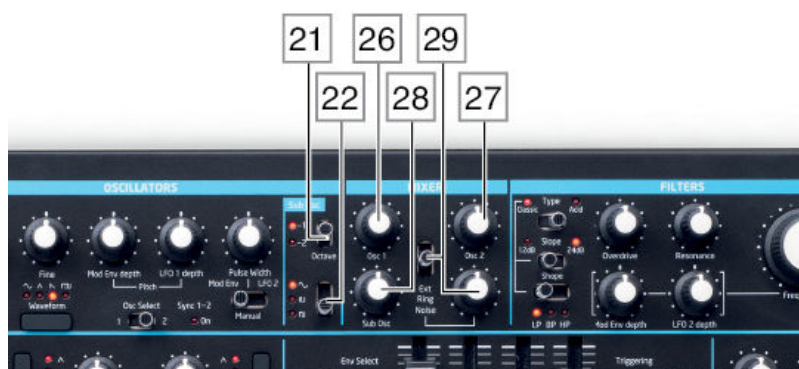 21
26
29
22
28
27
OSCILLATORS
Sub Osc
MIXER
FILTERS
-1
-2
Octave
Osc 1
Osc 2
Classic
Type
Acid
12dB
Slope
24dB
Shape
Overdrive
Resonance
Fine
Mod Env depth
LFO 1 depth
Pitch
Pulse Width
Mod Env
LFO 2
Manual
Waveform
Osc Select
1
2
Sync 1-2
On
Sub Osc
Ext
Ring
Noise
LP
BP
HP
Mod Env depth
LFO 2 depth
Freq
Env Select
Triggering